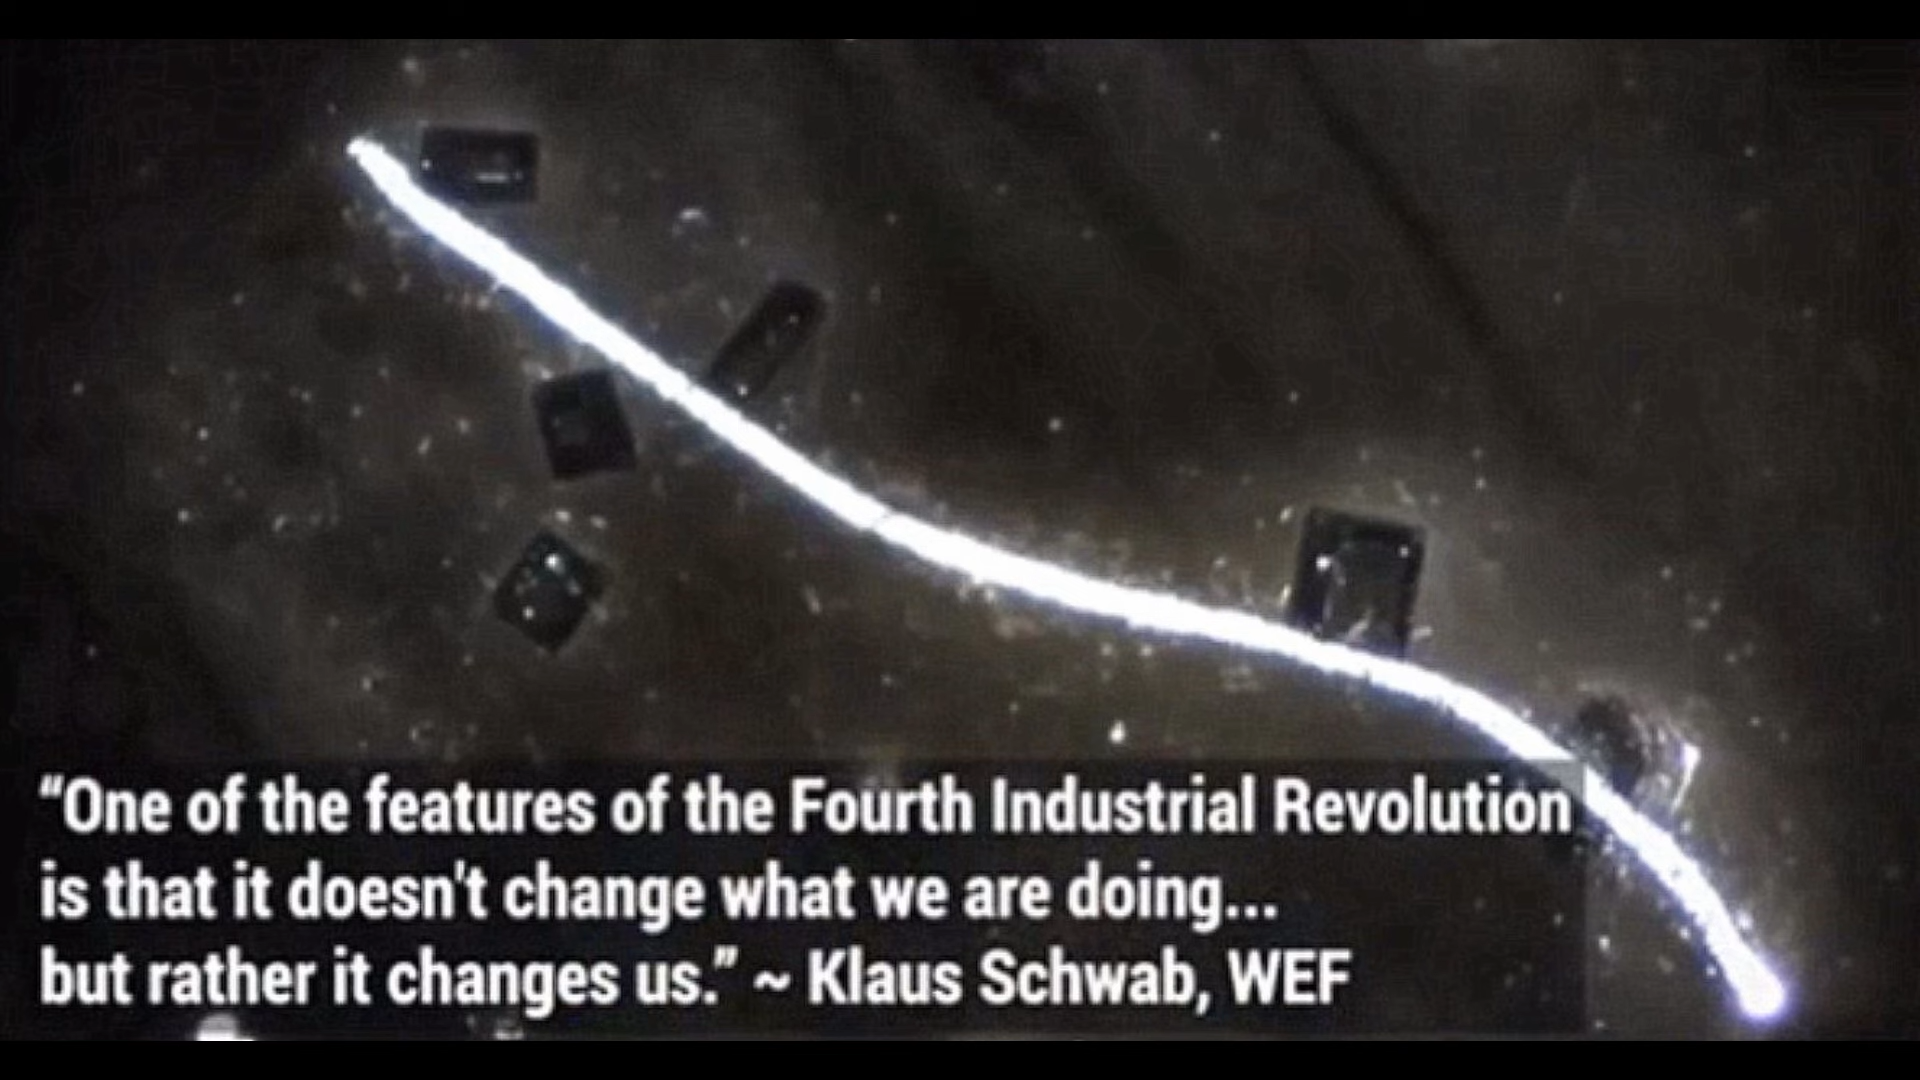 “One of the features of the Fourth Industrial Revolution
is that it doesn't change what we are doing...
but rather it changes us.” ~ Klaus Schwab, WEF